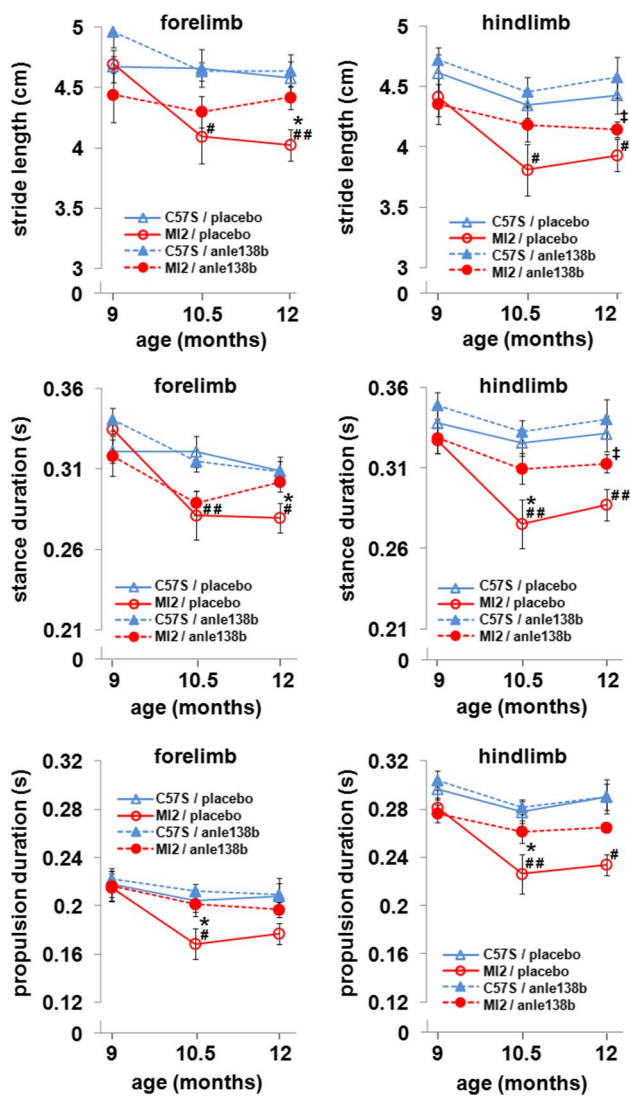 forelimb
stride length (cm)
5
4.5
4
3.5
3
0
*
##
#
C57S / placebo
MI2 / placebo
C57S / anle138b
MI2 / anle138b
9 10.5 12
age (months)
hindlimb
stride length (cm)
5
4.5
4
3.5
3
0
‡
#
#
C57S / placebo
MI2 / placebo
C57S / anle138b
MI2 / anle138b
9 10.5 12
age (months)
forelimb
stance duration (s)
0.36
0.31
0.26
0.21
0
*
## #
C57S / placebo
MI2 / placebo
C57S / anle138b
MI2 / anle138b
9 10.5 12
age (months)
hindlimb
stance duration (s)
0.36
0.31
0.26
0.21
0
‡
*
## ##
C57S / placebo
MI2 / placebo
C57S / anle138b
MI2 / anle138b
9 10.5 12
age (months)
forelimb
propulsion duration (s)
0.32
0.28
0.24
0.2
0.16
0.12
0
C57S / placebo
MI2 / placebo
C57S / anle138b
MI2 / anle138b
*
#
9 10.5 12
age (months)
hindlimb
propulsion duration (s)
0.32
0.28
0.24
0.2
0.16
0.12
0
*
## #
C57S / placebo
MI2 / placebo
C57S / anle138b
MI2 / anle138b
9 10.5 12
age (months)